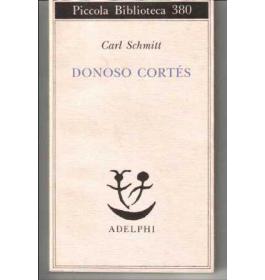 Piccola Biblioteca 380
Carl Schmitt
DONOSO CORTÉS
ADELPHI